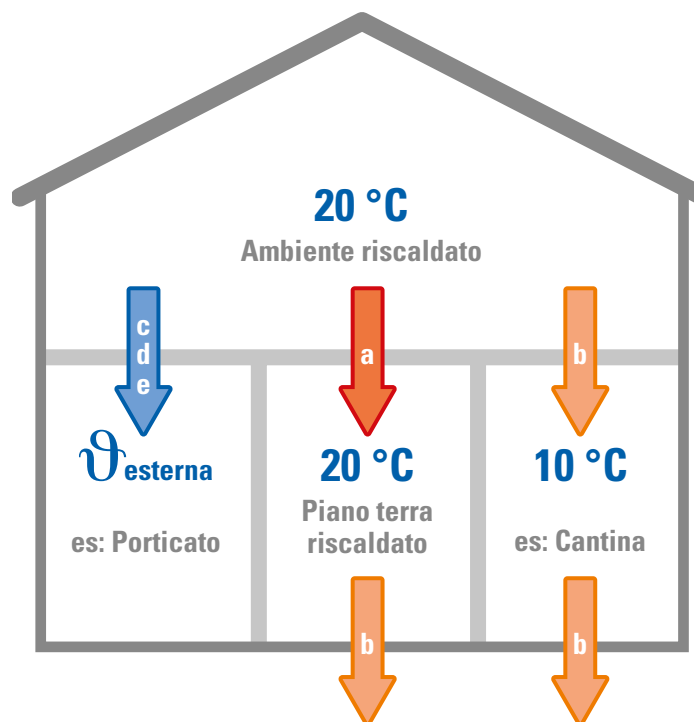 20 °C
Ambiente riscaldato
c
d
e
a
b
ϑesterna
20 °C
10 °C
es: Porticato
Piano terra
riscaldato
es: Cantina
b
b